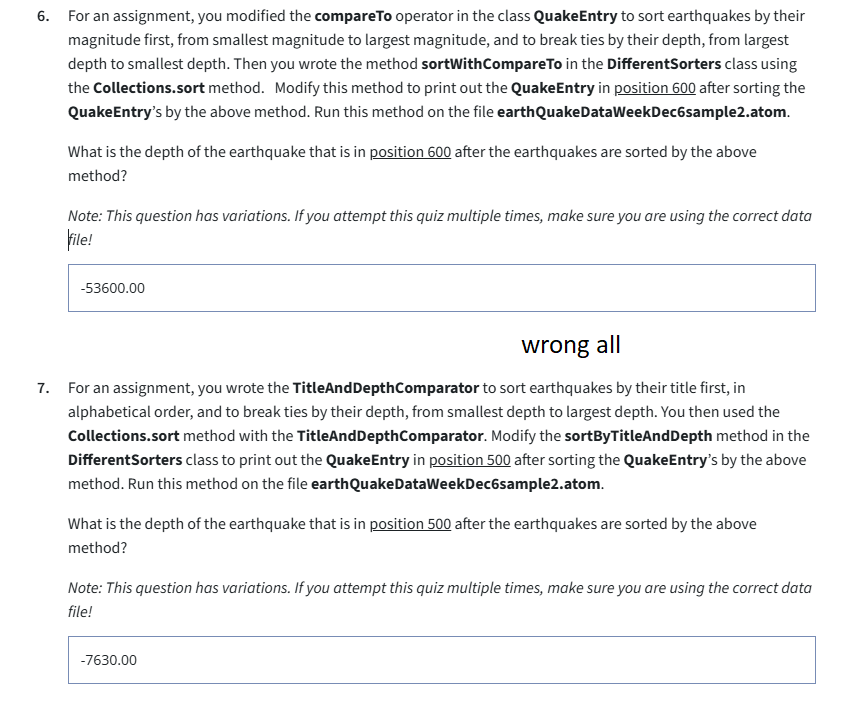 6. For an assignment, you modified the compareTo operator in the class QuakeEntry to sort earthquakes by their
magnitude first, from smallest magnitude to largest magnitude, and to break ties by their depth, from largest
depth to smallest depth. Then you wrote the method sortWithCompareTo in the DifferentSorters class using
the Collections.sort method. Modify this method to print out the QuakeEntry in position 600 after sorting the
QuakeEntry's by the above method. Run this method on the file earthQuakeDataWeekDec6sample2.atom.
What is the depth of the earthquake that is in position 600 after the earthquakes are sorted by the above
method?
Note: This question has variations. If you attempt this quiz multiple times, make sure you are using the correct data
file!
-53600.00
wrong all
7. For an assignment, you wrote the TitleAndDepthComparator to sort earthquakes by their title first, in
alphabetical order, and to break ties by their depth, from smallest depth to largest depth. You then used the
Collections.sort method with the TitleAndDepthComparator. Modify the sortByTitleAndDepth method in the
DifferentSorters class to print out the QuakeEntry in position 500 after sorting the QuakeEntry's by the above
method. Run this method on the file earthQuakeDataWeekDec6sample2.atom.
What is the depth of the earthquake that is in position 500 after the earthquakes are sorted by the above
method?
Note: This question has variations. If you attempt this quiz multiple times, make sure you are using the correct data
file!
-7630.00